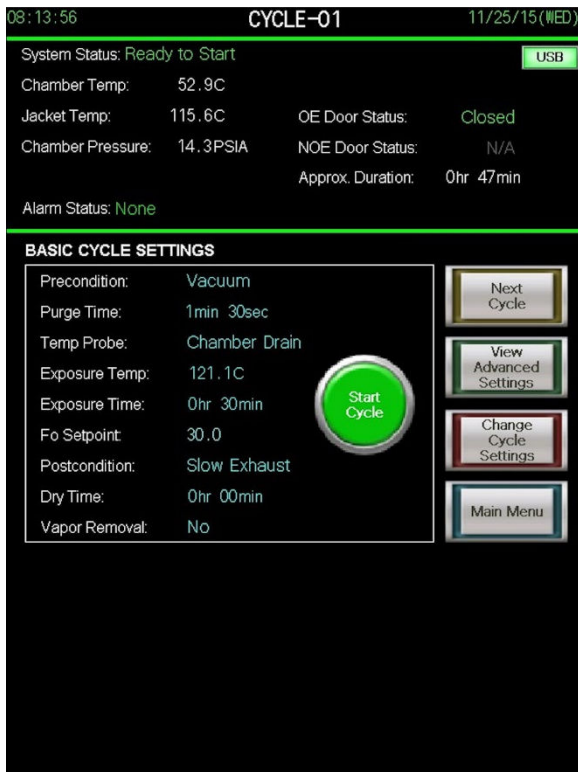 08:13:56 CYCLE-01 11/25/15(WED)
System Status: Ready to Start USB
Chamber Temp: 52.9C
Jacket Temp: 115.6C OE Door Status: Closed
Chamber Pressure: 14.3PSIA NOE Door Status: N/A
Approx. Duration: 0hr 47min
Alarm Status: None
BASIC CYCLE SETTINGS
Precondition: Vacuum
Purge Time: 1min 30sec
Temp Probe: Chamber Drain
Exposure Temp: 121.1C
Exposure Time: 0hr 30min
Fo Setpoint: 30.0
Postcondition: Slow Exhaust
Dry Time: 0hr 00min
Vapor Removal: No
Start
Cycle
Next
Cycle
View
Advanced
Settings
Change
Cycle
Settings
Main Menu